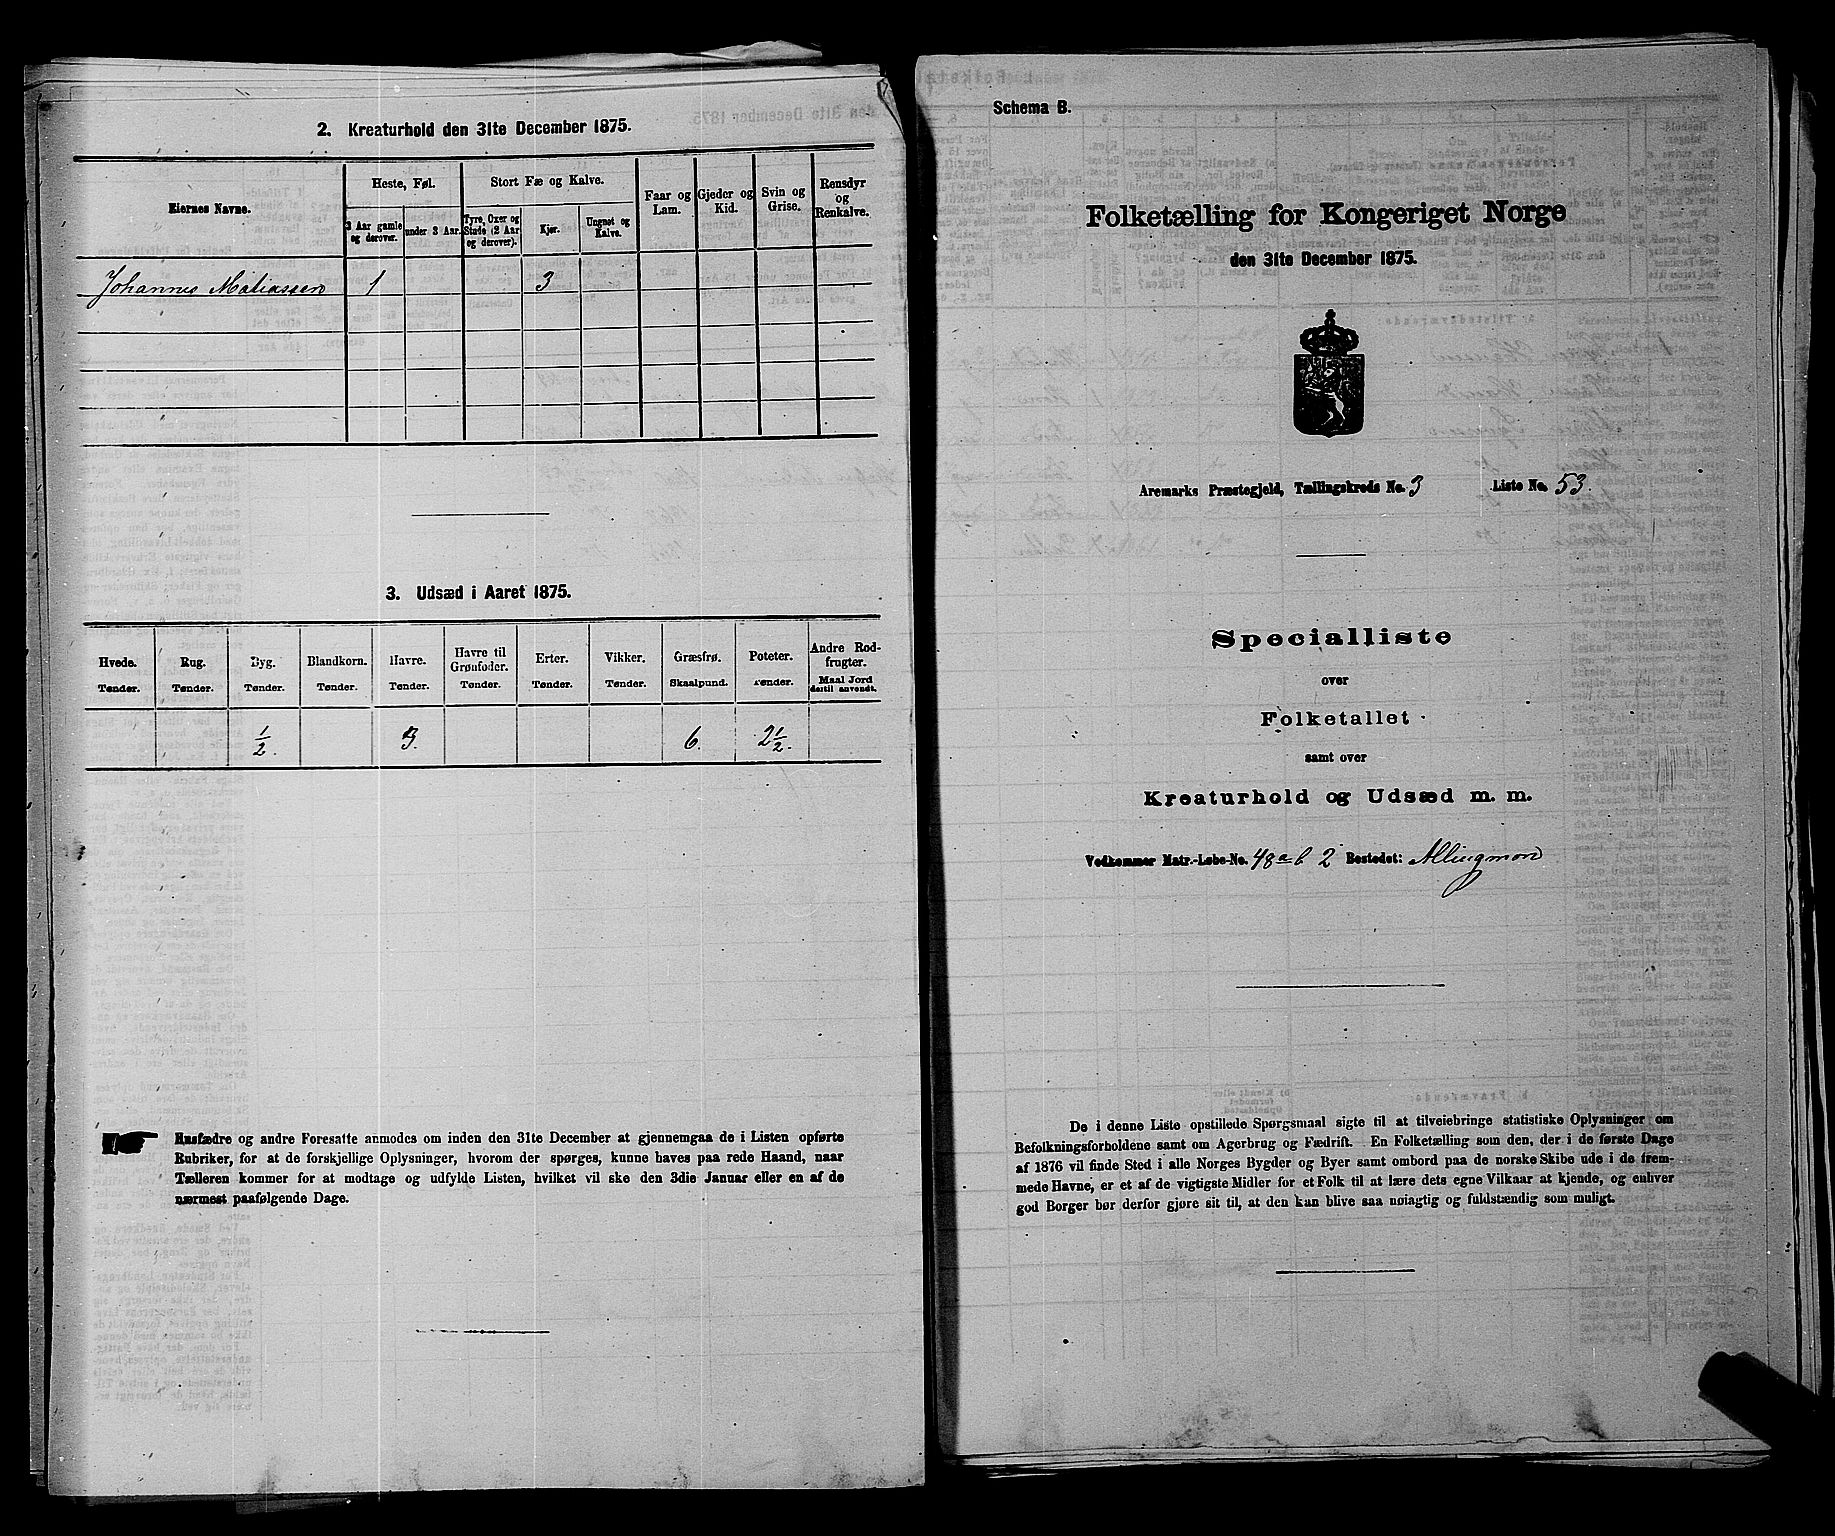 2. Kreaturhold den 31te December 1875.
Eiernes Navne.
Heste, Føl.
Stort Fæ og Kalve.
Faar og Lam.
Gjeder og Kid.
Svin og Grise.
Rensdyr og Renkalve.
3 Aar gamle og derover.
under 3 Aar.
Tyre, Oxer og Stude (2 Aar og derover).
Kjør.
Ungnøt og Kalve.
Johannes Matiassen 1 3
3. Udsæd i Aaret 1875.
Hvede. Rug. Byg. Blandkorn. Havre. Havre til Grønfoder. Erter. Vikker. Græsfrø. Poteter. Andre Rodfrugter.
Tønder. Tønder. Tønder. Tønder. Tønder. Tønder. Tønder. Tønder. Skaalpund. Tønder. Maal Jord dertil anvendt.
1/2 3. 6. 2 1/2.
Husfædre og andre Foresatte anmodes om inden den 31te December at gjennemgaa de i Listen opførte
Rubriker, for at de forskjellige Oplysninger, hvorom der spørges, kunne haves paa rede Haand, naar
Tælleren kommer for at modtage og udfylde Listen, hvilket vil ske den 3die Januar eller en af de
nærmest paafølgende Dage.
Schema B.
Folketælling for Kongeriget Norge
den 31te December 1875.
Aremarks Præstegjeld, Tællingskreds No. 3 Liste No. 53.
Specialliste
over
Folketallet
samt over
Kreaturhold og Udsæd m. m.
Vedkommer Matr.-Løbe-No. 48 a b 2 Bostedet: Allingmon
De i denne Liste opstillede Spørgsmaal sigte til at tilveiebringe statistiske Oplysninger om
Befolkningsforholdene samt om Agerbrug og Fædrift. En Folketælling som den, der i de første Dage
af 1876 vil finde Sted i alle Norges Bygder og Byer samt ombord paa de norske Skibe ude i de frem-
mede Havne, er et af de vigtigste Midler for et Folk til at lære dets egne Vilkaar at kjende, og enhver
god Borger bør derfor gjøre sit til, at den kan blive saa nøiagtig og fuldstændig som muligt.